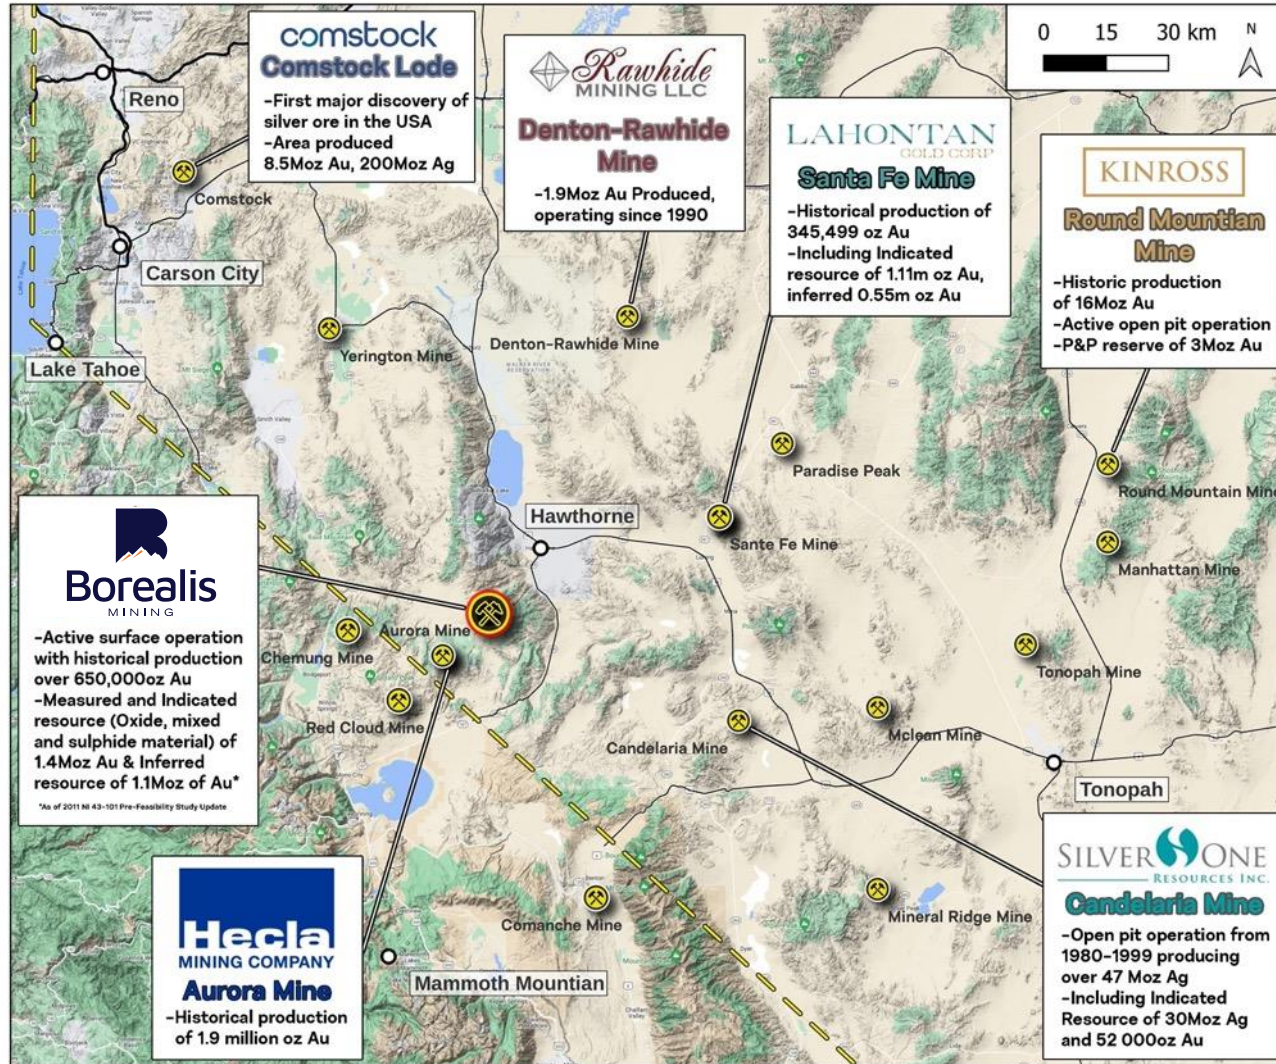 comstock
Comstock Lode
-First major discovery of
silver ore in the USA
-Area produced
8.5Moz Au, 200Moz Ag
Rawhide
MINING LLC
Denton-Rawhide
Mine
-1.9Moz Au Produced,
operating since 1990
LAHONTAN
GOLD CORP
Santa Fe Mine
-Historical production of
345,499 oz Au
-Including Indicated
resource of 1.11m oz Au,
inferred 0.55m oz Au
0 15 30 km
N
KINROSS
Round Mountian
Mine
-Historic production
of 16Moz Au
-Active open pit operation
-P&P reserve of 3Moz Au
Reno
Comstock
Carson City
Lake Tahoe
Yerington Mine
Denton-Rawhide Mine
Paradise Peak
Round Mountain Mine
Hawthorne
Sante Fe Mine
Manhattan Mine
Borealis
MINING
-Active surface operation
with historical production
over 650,000oz Au
-Measured and Indicated
resource (Oxide, mixed
and sulphide material) of
1.4Moz Au & Inferred
resource of 1.1Moz of Au*
*As of 2011 NI 43-101 Pre-Feasibility Study Update
Aurora Mine
Chemung Mine
Red Cloud Mine
Tonopah Mine
Mclean Mine
Candelaria Mine
Tonopah
Comanche Mine
Mineral Ridge Mine
Mammoth Mountian
Hecla
MINING COMPANY
Aurora Mine
-Historical production
of 1.9 million oz Au
SILVER ONE
RESOURCES INC.
Candelaria Mine
-Open pit operation from
1980-1999 producing
over 47 Moz Ag
-Including Indicated
Resource of 30Moz Ag
and 52 000oz Au